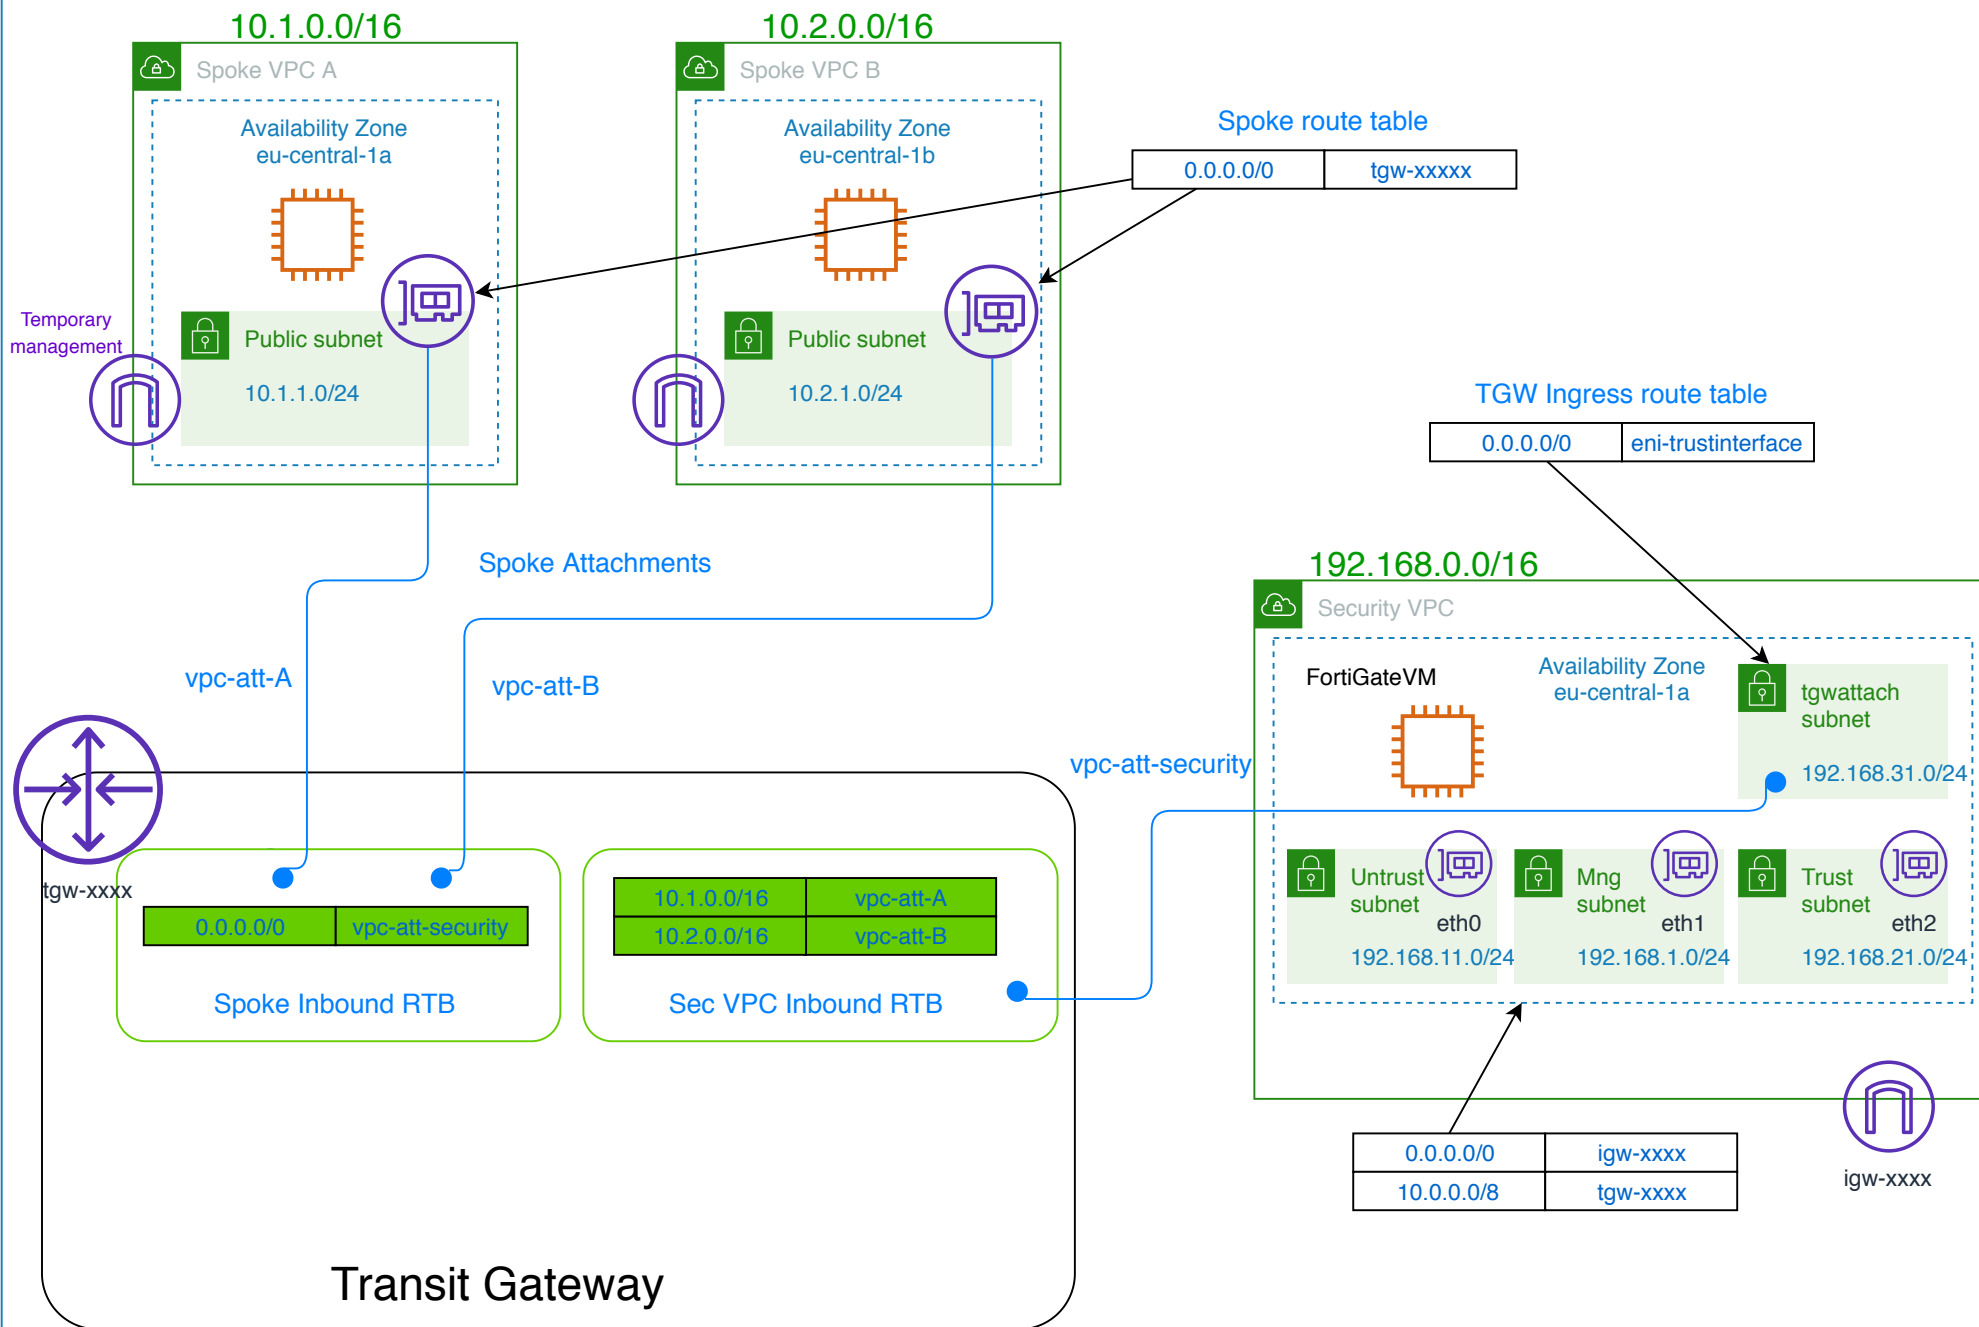 10.1.0.0/16
Spoke VPC A
Availability Zone
eu-central-1a
Public subnet
10.1.1.0/24
Temporary
management
10.2.0.0/16
Spoke VPC B
Availability Zone
eu-central-1b
Public subnet
10.2.1.0/24
Spoke route table
0.0.0.0/0 tgw-xxxxx
TGW Ingress route table
0.0.0.0/0 eni-trustinterface
Spoke Attachments
vpc-att-A
vpc-att-B
vpc-att-security
192.168.0.0/16
Security VPC
FortiGateVM
Availability Zone
eu-central-1a
tgwattach
subnet
192.168.31.0/24
Untrust
subnet
eth0
192.168.11.0/24
Mng
subnet
eth1
192.168.1.0/24
Trust
subnet
eth2
192.168.21.0/24
tgw-xxxx
0.0.0.0/0 vpc-att-security
Spoke Inbound RTB
10.1.0.0/16 vpc-att-A
10.2.0.0/16 vpc-att-B
Sec VPC Inbound RTB
0.0.0.0/0 igw-xxxx
10.0.0.0/8 tgw-xxxx
igw-xxxx
Transit Gateway